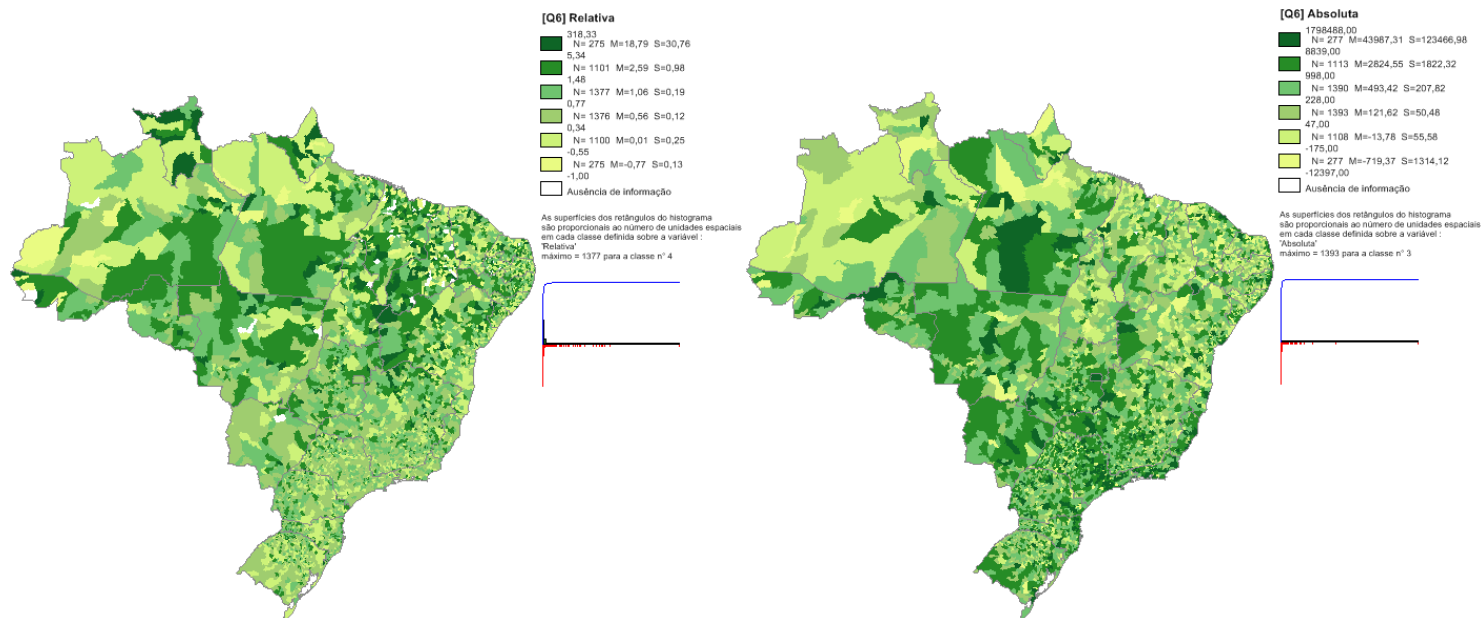 [Q6] Relativa
318,33
N= 275 M=18,79 S=30,76
5,34
N= 1101 M=2,59 S=0,98
1,48
N= 1377 M=1,06 S=0,19
0,77
N= 1376 M=0,56 S=0,12
0,34
N= 1100 M=0,01 S=0,25
-0,55
N= 275 M=-0,77 S=0,13
-1,00
Ausência de informação
As superfícies dos retângulos do histograma
são proporcionais ao número de unidades espaciais
em cada classe definida sobre a variável :
'Relativa'
máximo = 1377 para a classe n° 4
[Q6] Absoluta
1798488,00
N= 277 M=43987,31 S=123466,98
8839,00
N= 1113 M=2824,55 S=1822,32
998,00
N= 1390 M=493,42 S=207,82
228,00
N= 1393 M=121,62 S=50,48
47,00
N= 1108 M=-13,78 S=55,58
-175,00
N= 277 M=-719,37 S=1314,12
-12397,00
Ausência de informação
As superfícies dos retângulos do histograma
são proporcionais ao número de unidades espaciais
em cada classe definida sobre a variável :
'Absoluta'
máximo = 1393 para a classe n° 3